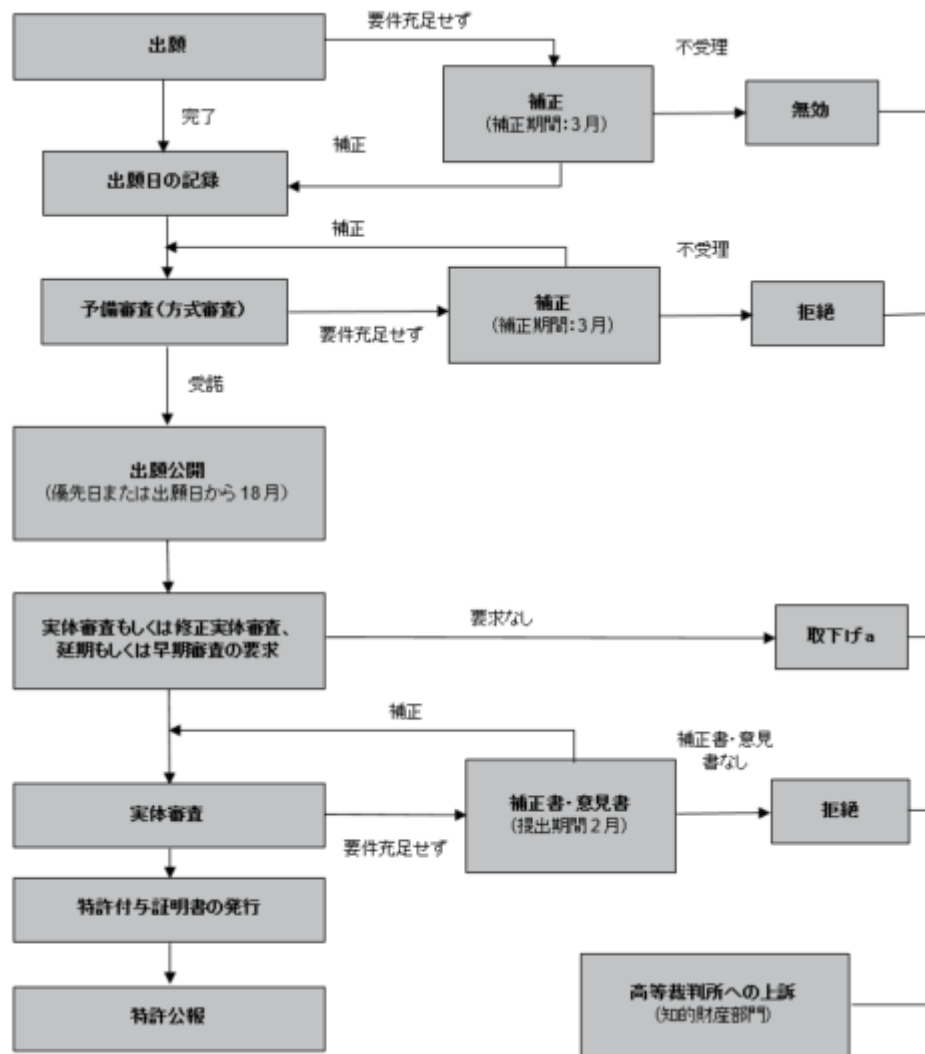 要件充足せず
出願
不受理
補正
(補正期間:3月)
無効
完了
補正
出願日の記録
補正
不受理
予備審査(方式審査)
補正
(補正期間:3月)
拒絶
要件充足せず
受諾
出願公開
(優先日または出願日から18月)
実体審査もしくは修正実体審査、
延期もしくは早期審査の要求
要求なし
取下げa
補正
補正書・意見
書なし
実体審査
補正書・意見書
(提出期間2月)
拒絶
要件充足せず
特許付与証明書の発行
特許公報
高等裁判所への上訴
(知的財産部門)